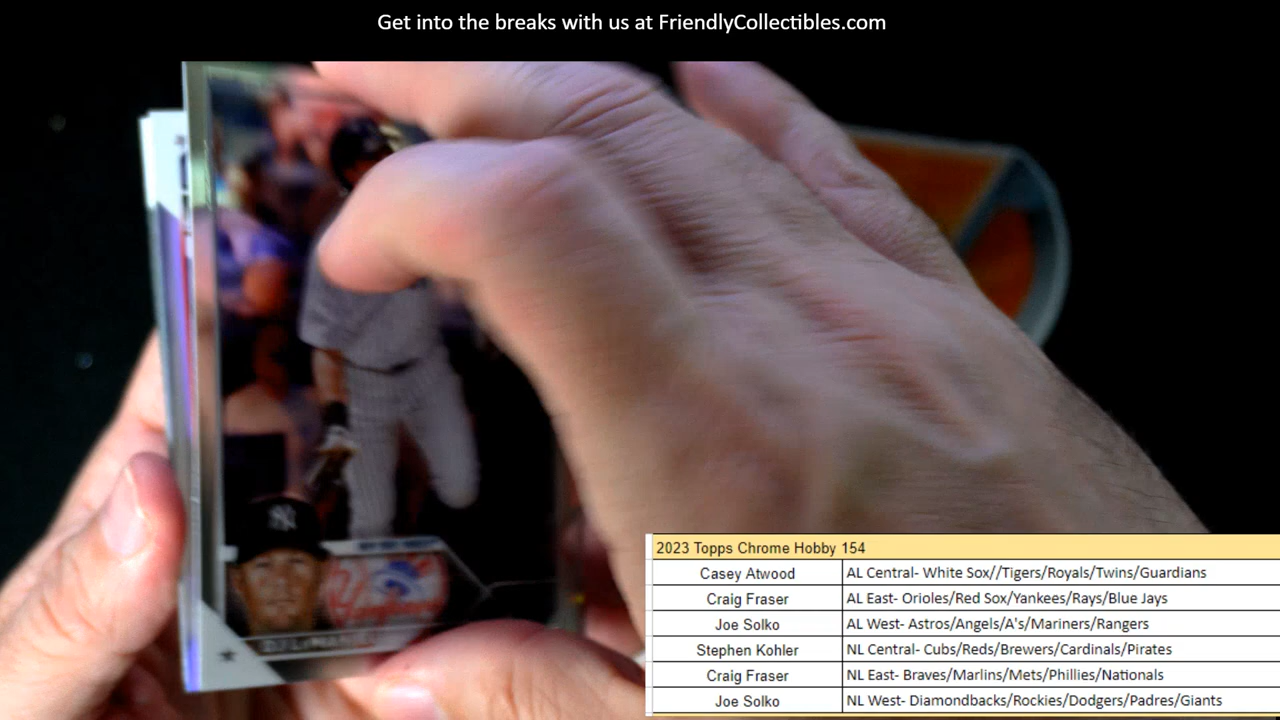 Get into the breaks with us at FriendlyCollectibles.com
NY
2023 Topps Chrome Hobby 154
Casey Atwood AL Central- White Sox//Tigers/Royals/Twins/Guardians
Craig Fraser AL East- Orioles/Red Sox/Yankees/Rays/Blue Jays
Joe Solko AL West- Astros/Angels/A's/Mariners/Rangers
Stephen Kohler NL Central- Cubs/Reds/Brewers/Cardinals/Pirates
Craig Fraser NL East- Braves/Marlins/Mets/Phillies/Nationals
Joe Solko NL West- Diamondbacks/Rockies/Dodgers/Padres/Giants